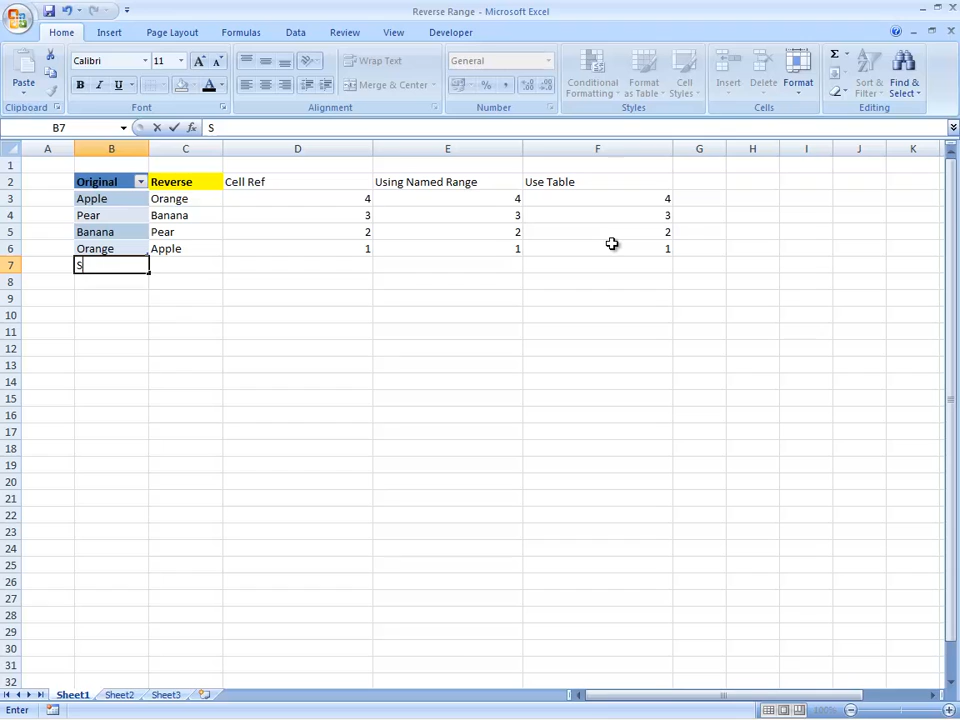 Reverse Range - Microsoft Excel
Home Insert Page Layout Formulas Data Review View Developer
Paste Calibri 11 Wrap Text General Conditional Formatting Format as Table Cell Styles Insert Delete Format Sort & Filter Find & Select
B I U Merge & Center
Clipboard Font Alignment Number Styles Cells Editing
B7 fx S
A B C D E F G H I J K
1
2 Original Reverse Cell Ref Using Named Range Use Table
3 Apple Orange 4 4 4
4 Pear Banana 3 3 3
5 Banana Pear 2 2 2
6 Orange Apple 1 1 1
7 S
8
9
10
11
12
13
14
15
16
17
18
19
20
21
22
23
24
25
26
27
28
29
30
31
32
Sheet1 Sheet2 Sheet3
Enter 100%